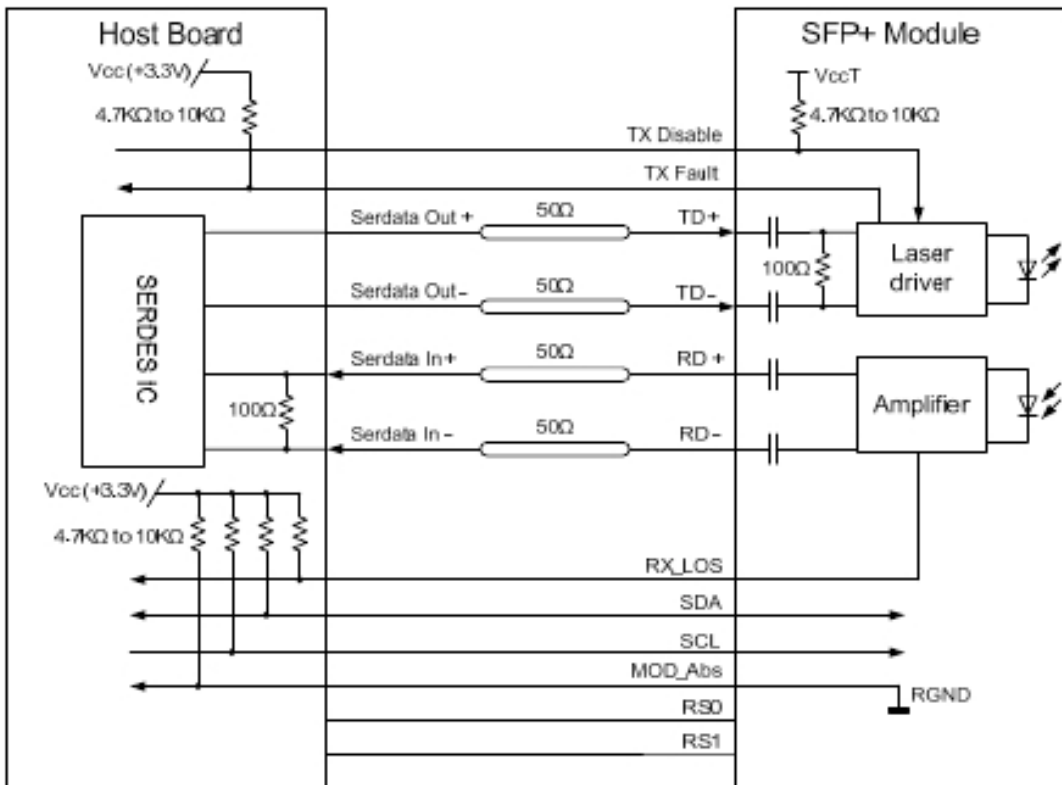 Host Board
SFP+ Module
Vcc(+3.3V)
VccT
4.7KΩ to 10KΩ
4.7KΩ to 10KΩ
TX Disable
TX Fault
Serdata Out +
50Ω
TD+
100Ω
Laser
driver
Serdata Out-
50Ω
TD-
SERDES IC
Serdata In+
50Ω
RD +
100Ω
Amplifier
Serdata In -
50Ω
RD-
Vcc(+3.3V)
4.7KΩ to 10KΩ
RX_LOS
SDA
SCL
MOD_Abs
RGND
RS0
RS1